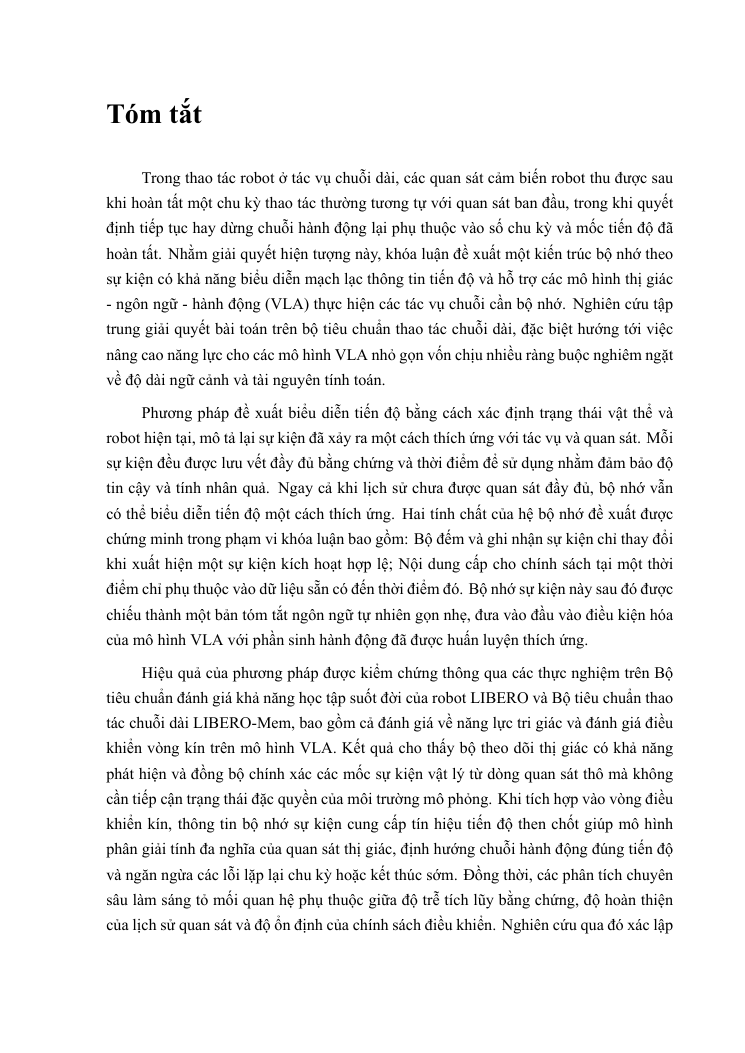 Tóm tắt
Trong thao tác robot ở tác vụ chuỗi dài, các quan sát cảm biến robot thu được sau
khi hoàn tất một chu kỳ thao tác thường tương tự với quan sát ban đầu, trong khi quyết
định tiếp tục hay dừng chuỗi hành động lại phụ thuộc vào số chu kỳ và mốc tiến độ đã
hoàn tất. Nhằm giải quyết hiện tượng này, khóa luận đề xuất một kiến trúc bộ nhớ theo
sự kiện có khả năng biểu diễn mạch lạc thông tin tiến độ và hỗ trợ các mô hình thị giác
- ngôn ngữ - hành động (VLA) thực hiện các tác vụ chuỗi cần bộ nhớ. Nghiên cứu tập
trung giải quyết bài toán trên bộ tiêu chuẩn thao tác chuỗi dài, đặc biệt hướng tới việc
nâng cao năng lực cho các mô hình VLA nhỏ gọn vốn chịu nhiều ràng buộc nghiêm ngặt
về độ dài ngữ cảnh và tài nguyên tính toán.
Phương pháp đề xuất biểu diễn tiến độ bằng cách xác định trạng thái vật thể và
robot hiện tại, mô tả lại sự kiện đã xảy ra một cách thích ứng với tác vụ và quan sát. Mỗi
sự kiện đều được lưu vết đầy đủ bằng chứng và thời điểm để sử dụng nhằm đảm bảo độ
tin cậy và tính nhân quả. Ngay cả khi lịch sử chưa được quan sát đầy đủ, bộ nhớ vẫn
có thể biểu diễn tiến độ một cách thích ứng. Hai tính chất của hệ bộ nhớ đề xuất được
chứng minh trong phạm vi khóa luận bao gồm: Bộ đếm và ghi nhận sự kiện chỉ thay đổi
khi xuất hiện một sự kiện kích hoạt hợp lệ; Nội dung cấp cho chính sách tại một thời
điểm chỉ phụ thuộc vào dữ liệu sẵn có đến thời điểm đó. Bộ nhớ sự kiện này sau đó được
chiếu thành một bản tóm tắt ngôn ngữ tự nhiên gọn nhẹ, đưa vào đầu vào điều kiện hóa
của mô hình VLA với phần sinh hành động đã được huấn luyện thích ứng.
Hiệu quả của phương pháp được kiểm chứng thông qua các thực nghiệm trên Bộ
tiêu chuẩn đánh giá khả năng học tập suốt đời của robot LIBERO và Bộ tiêu chuẩn thao
tác chuỗi dài LIBERO-Mem, bao gồm cả đánh giá về năng lực tri giác và đánh giá điều
khiển vòng kín trên mô hình VLA. Kết quả cho thấy bộ theo dõi thị giác có khả năng
phát hiện và đồng bộ chính xác các mốc sự kiện vật lý từ dòng quan sát thô mà không
cần tiếp cận trạng thái đặc quyền của môi trường mô phỏng. Khi tích hợp vào vòng điều
khiển kín, thông tin bộ nhớ sự kiện cung cấp tín hiệu tiến độ then chốt giúp mô hình
phân giải tính đa nghĩa của quan sát thị giác, định hướng chuỗi hành động đúng tiến độ
và ngăn ngừa các lỗi lặp lại chu kỳ hoặc kết thúc sớm. Đồng thời, các phân tích chuyên
sâu làm sáng tỏ mối quan hệ phụ thuộc giữa độ trễ tích lũy bằng chứng, độ hoàn thiện
của lịch sử quan sát và độ ổn định của chính sách điều khiển. Nghiên cứu qua đó xác lập